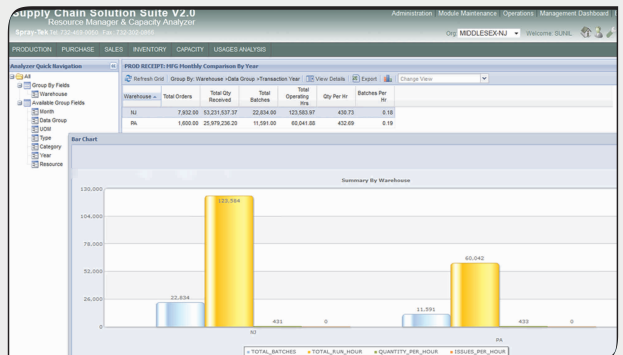 Supply Chain Solution Suite V2.0
Resource Manager & Capacity Analyzer
Administration Module Maintenance Operations Management Dashboard
Spray-Tek Tel
Org: MIDDLESEX-NJ Welcome: SUNIL
PRODUCTION PURCHASE SALES INVENTORY CAPACITY USAGES ANALYSIS
Analyzer Quick Navigation
All
Group By Fields
Warehouse
Available Group Fields
Month
Data Group
UOM
Type
Category
Year
Resource
PROD RECEIPT: MFG Monthly Comparison By Year
Refresh Grid Group By: Warehouse >Data Group >Transaction Year View Details Export Change View
Warehouse Total Orders Total Qty Received Total Batches Total Operating Hrs Qty Per Hr Batches Per Hr
NJ 7,932.00 53,231,537.37 22,834.00 123,583.97 430.73 0.18
PA 1,600.00 25,979,236.20 11,591.00 60,041.88 432.69 0.19
Bar Chart
Summary By Warehouse
130,000
104,000
78,000
52,000
26,000
0
22,834
123,584
431
0
11,591
60,042
433
0
NJ
PA
TOTAL_BATCHES TOTAL_RUN_HOUR QUANTITY_PER_HOUR ISSUES_PER_HOUR